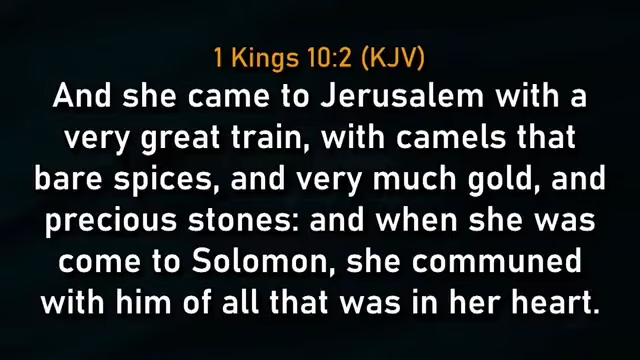 1 Kings 10:2 (KJV)
And she came to Jerusalem with a
very great train, with camels that
bare spices, and very much gold, and
precious stones: and when she was
come to Solomon, she communed
with him of all that was in her heart.